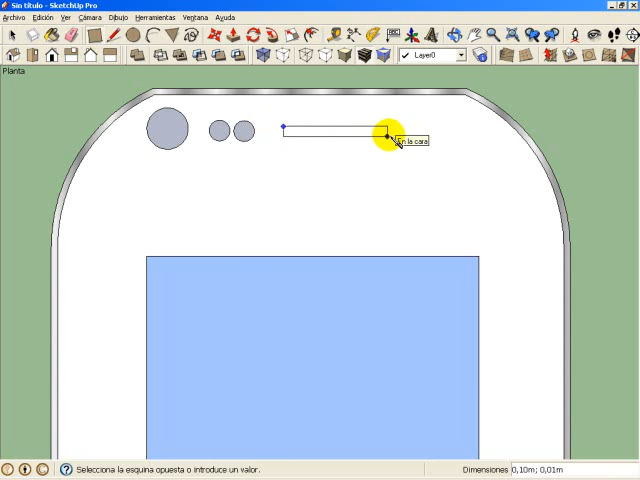 Sin título - SketchUp Pro
Archivo Edición Ver Cámara Dibujo Herramientas Ventana Ayuda
Layer0
Planta
En la cara
Selecciona la esquina opuesta o introduce un valor.
Dimensiones 0,10m; 0,01m